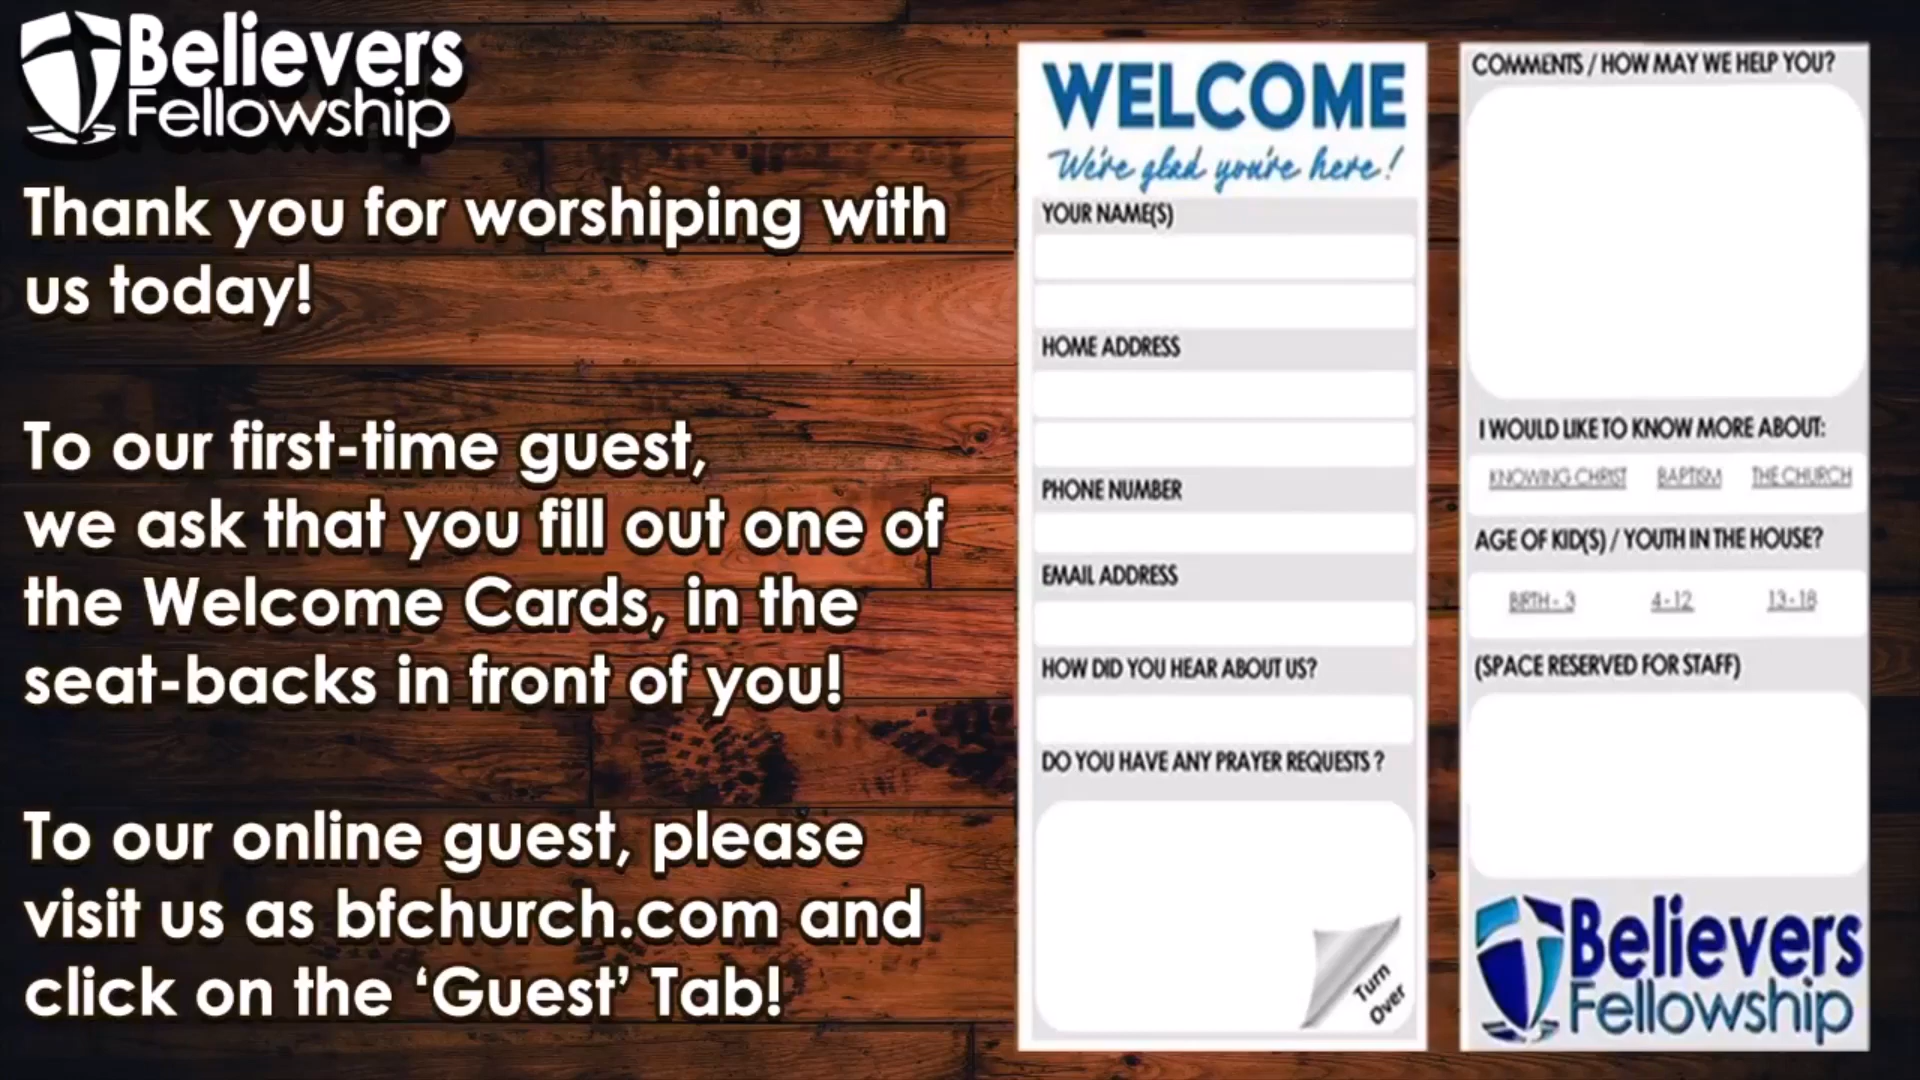 Believers
Fellowship
Thank you for worshiping with
us today!
To our first-time guest,
we ask that you fill out one of
the Welcome Cards, in the
seat-backs in front of you!
To our online guest, please
visit us as bfchurch.com and
click on the ‘Guest’ Tab!
WELCOME
We're glad you're here!
YOUR NAME(S)
HOME ADDRESS
PHONE NUMBER
EMAIL ADDRESS
HOW DID YOU HEAR ABOUT US?
DO YOU HAVE ANY PRAYER REQUESTS ?
Turn
Over
COMMENTS / HOW MAY WE HELP YOU?
I WOULD LIKE TO KNOW MORE ABOUT:
KNOWING CHRIST BAPTISM THE CHURCH
AGE OF KID(S) / YOUTH IN THE HOUSE?
BIRTH - 3 4 - 12 13 - 18
(SPACE RESERVED FOR STAFF)
Believers
Fellowship